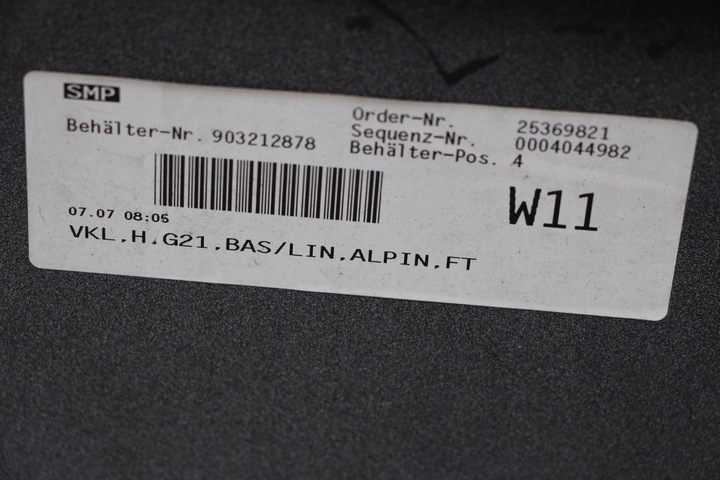 SMP
Behälter-Nr. 903212878
Order-Nr. 25369821
Sequenz-Nr. 0004044982
Behälter-Pos. 4
W11
07.07 08:05
VKL.H.G21.BAS/LIN.ALPIN.FT